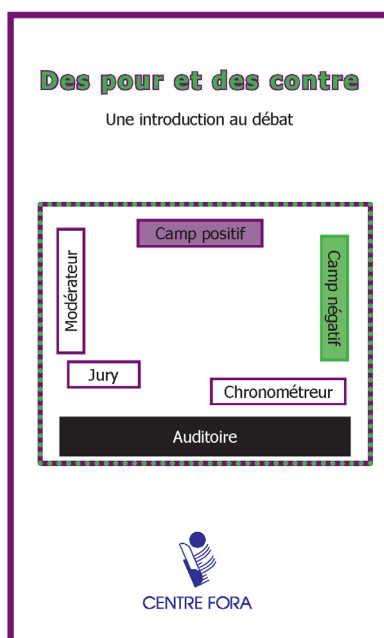 Des pour et des contre
Une introduction au débat
Camp positif
Modérateur
Camp négatif
Jury
Chronométreur
Auditoire
CENTRE FORA